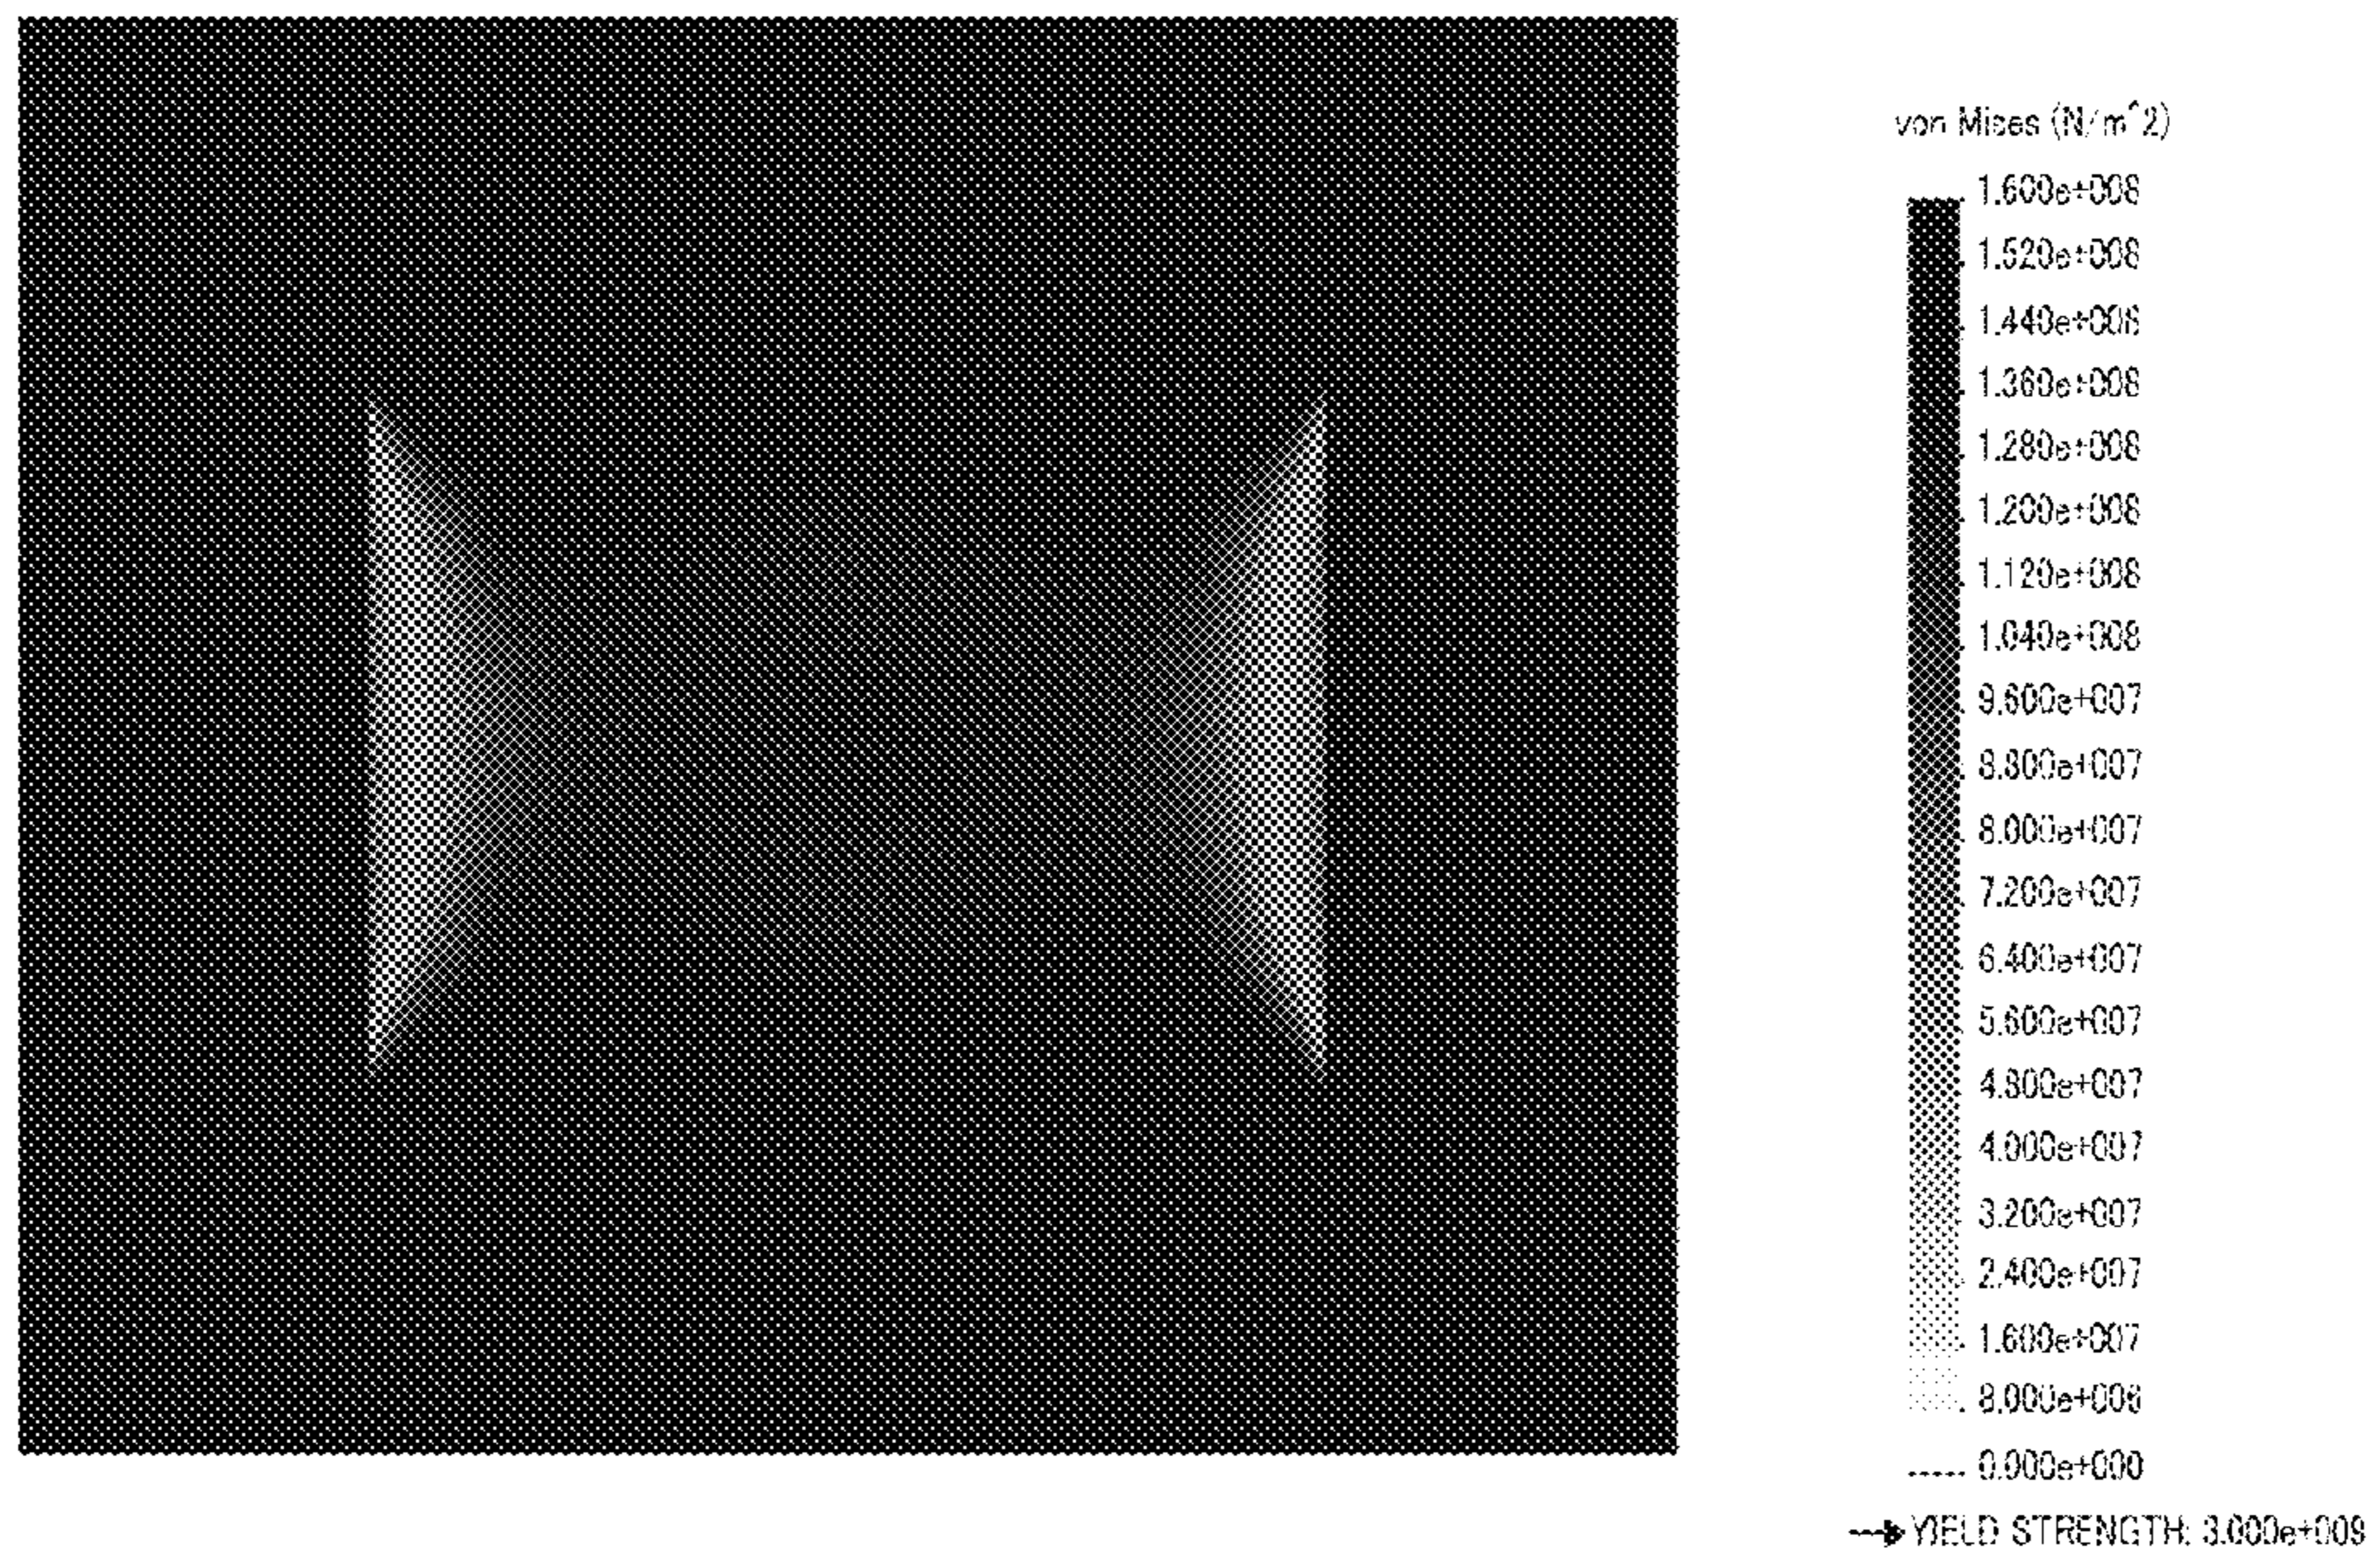 von Mises (N/m^2)
1.600e+008
1.520e+008
1.440e+008
1.360e+008
1.280e+008
1.200e+008
1.120e+008
1.040e+008
9.600e+007
8.800e+007
8.000e+007
7.200e+007
6.400e+007
5.600e+007
4.800e+007
4.000e+007
3.200e+007
2.400e+007
1.600e+007
8.000e+006
0.000e+000
YIELD STRENGTH: 3.000e+009